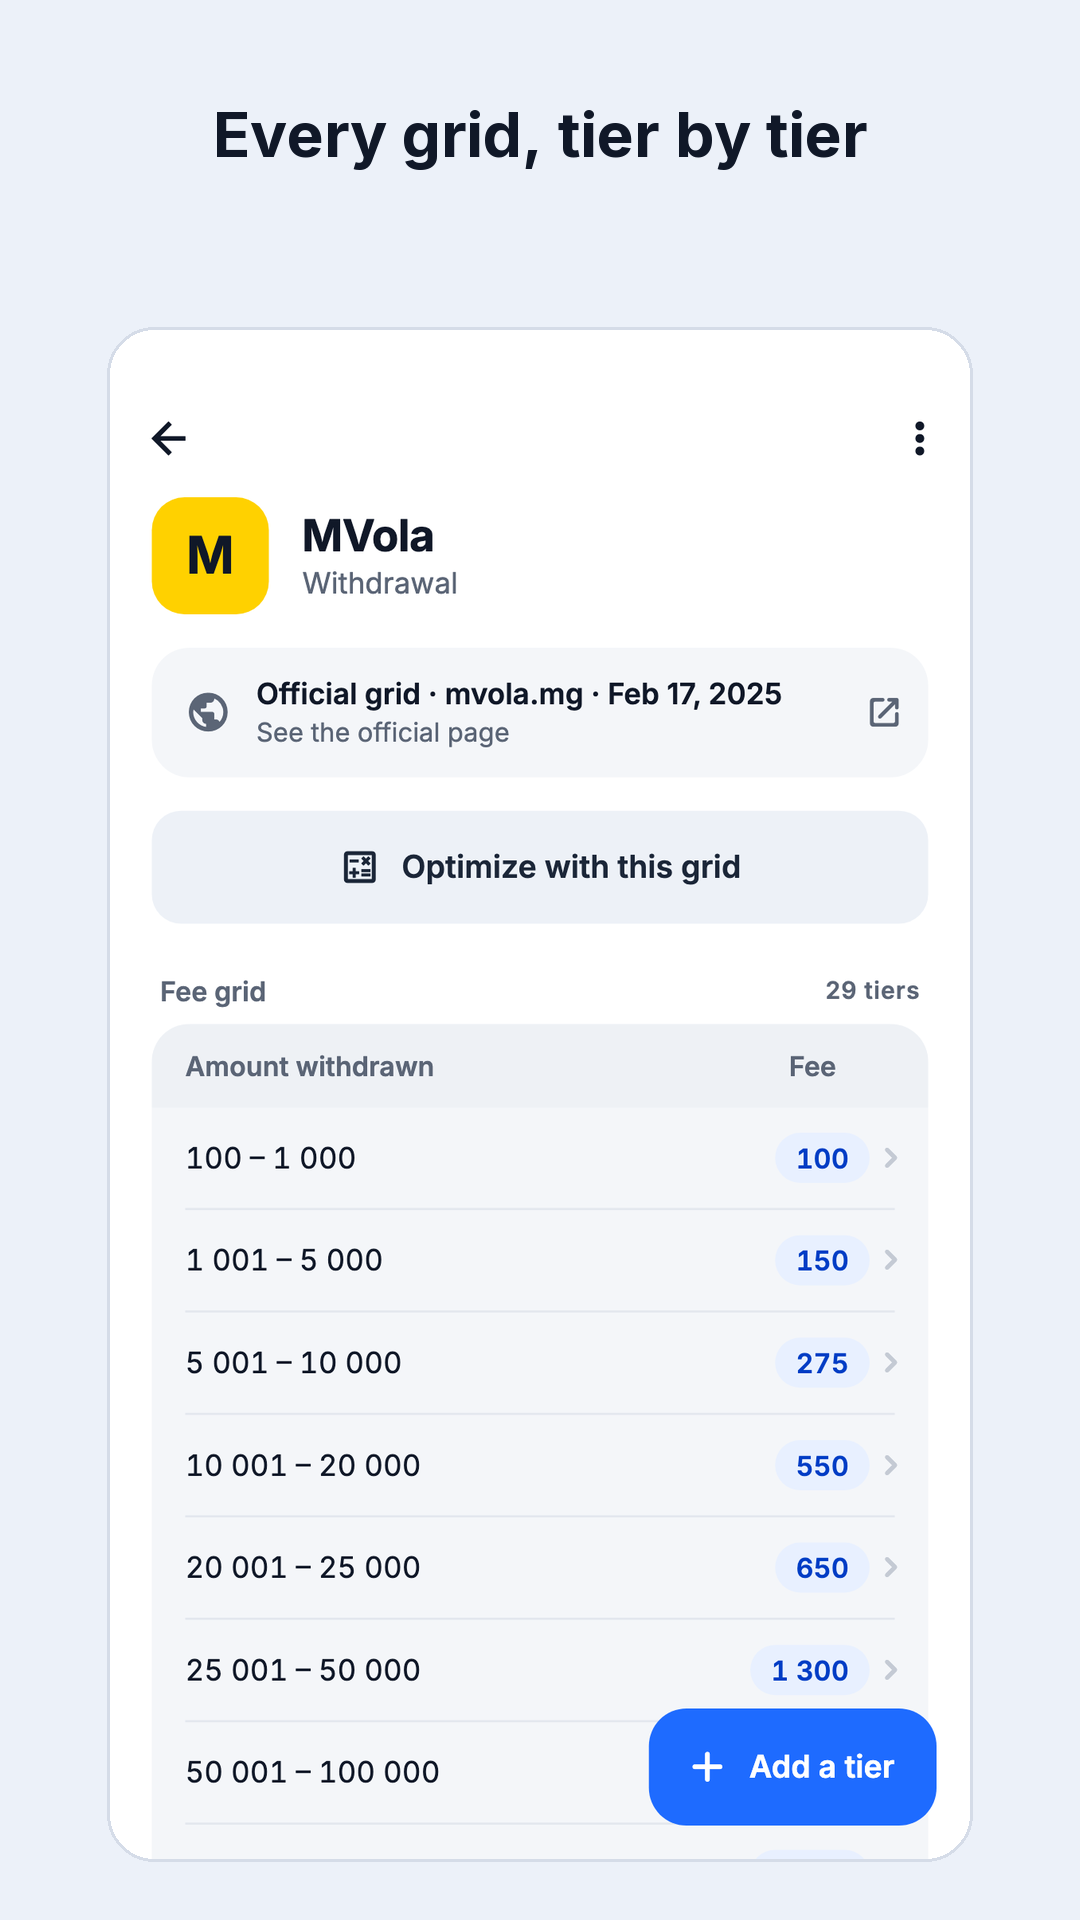 Every grid, tier by tier
M
MVola
Withdrawal
Official grid · mvola.mg · Feb 17, 2025
See the official page
Optimize with this grid
Fee grid 29 tiers
Amount withdrawn Fee
100 – 1 000 100
1 001 – 5 000 150
5 001 – 10 000 275
10 001 – 20 000 550
20 001 – 25 000 650
25 001 – 50 000 1 300
50 001 – 100 000
Add a tier